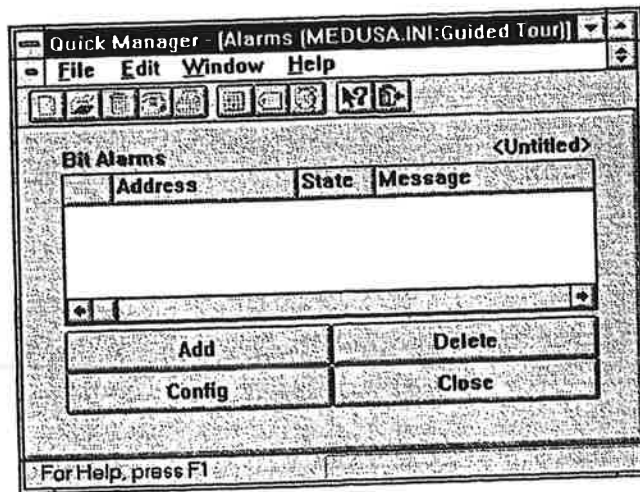 Quick Manager - [Alarms (MEDUSA.INI:Guided Tour)]
File Edit Window Help
<Untitled>
Bit Alarms
Address State Message
Add Delete
Config Close
For Help, press F1